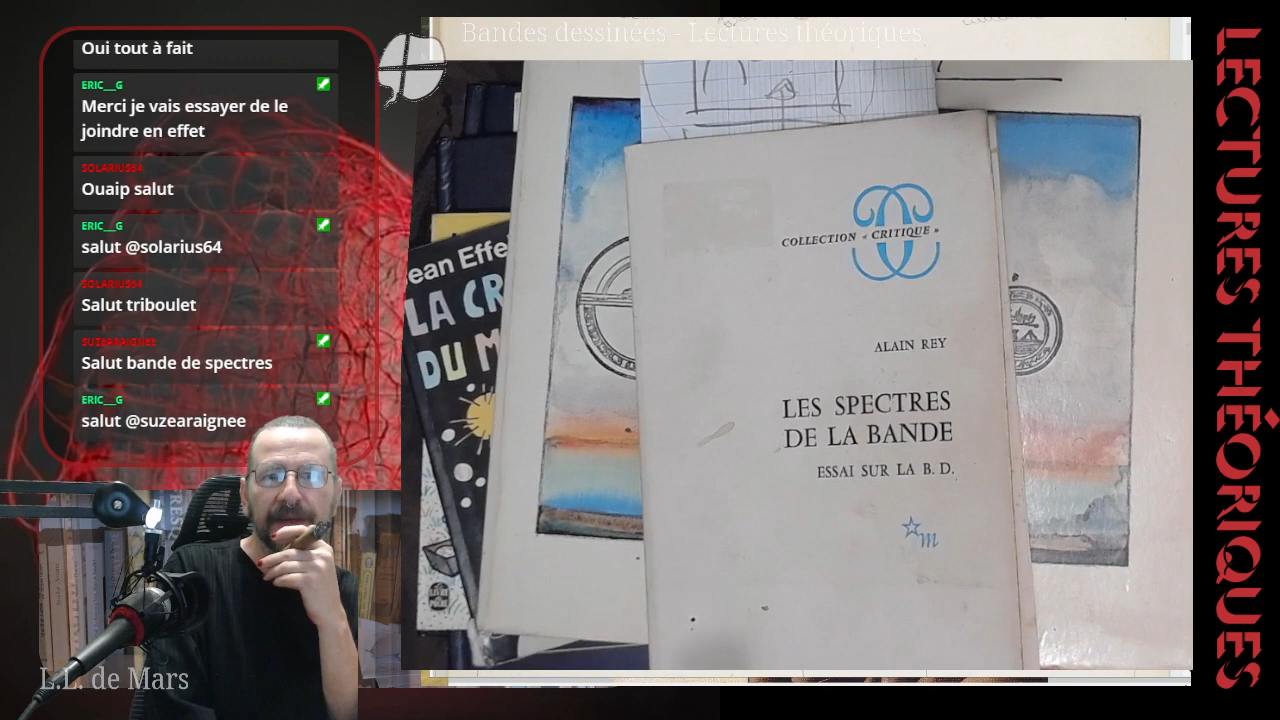 Oui tout à fait
ERIC__G
Merci je vais essayer de le
joindre en effet
SOLARIUS64
Ouaip salut
ERIC__G
salut @solarius64
SOLARIUS64
Salut triboulet
SUZEARAIGNEE
Salut bande de spectres
ERIC__G
salut @suzearaignee
L.L. de Mars
Bandes dessinées - Lectures théoriques
ean Effe
LA CR
DU M
COLLECTION « CRITIQUE »
ALAIN REY
LES SPECTRES
DE LA BANDE
ESSAI SUR LA B. D.
m
LECTURES THÉORIQUES